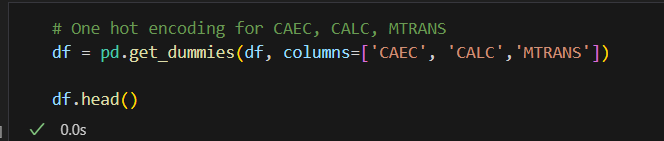 # One hot encoding for CAEC, CALC, MTRANS
df = pd.get_dummies(df, columns=['CAEC', 'CALC','MTRANS'])
df.head()
0.0s